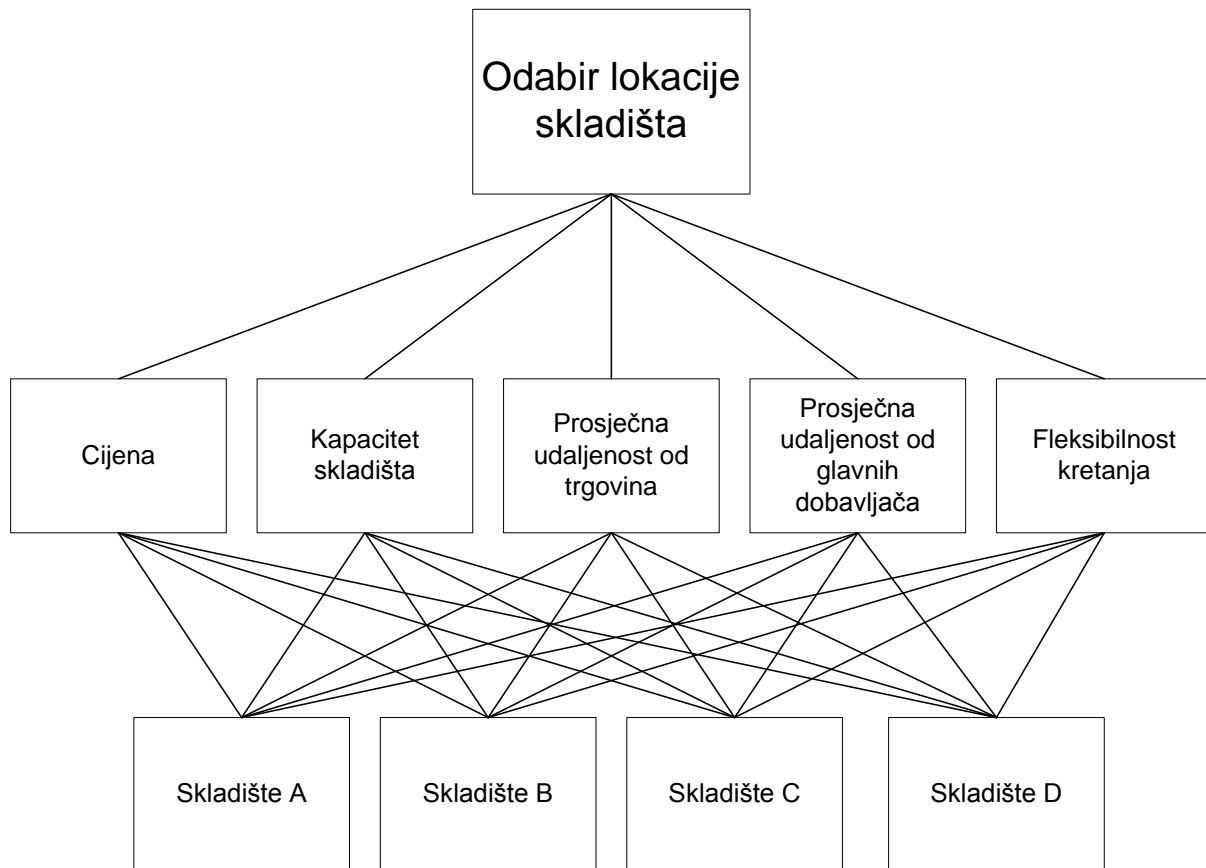 Odabir lokacije
skladišta
Cijena
Kapacitet
skladišta
Prosječna
udaljenost od
trgovina
Prosječna
udaljenost od
glavnih
dobavljača
Fleksibilnost
kretanja
Skladište A
Skladište B
Skladište C
Skladište D